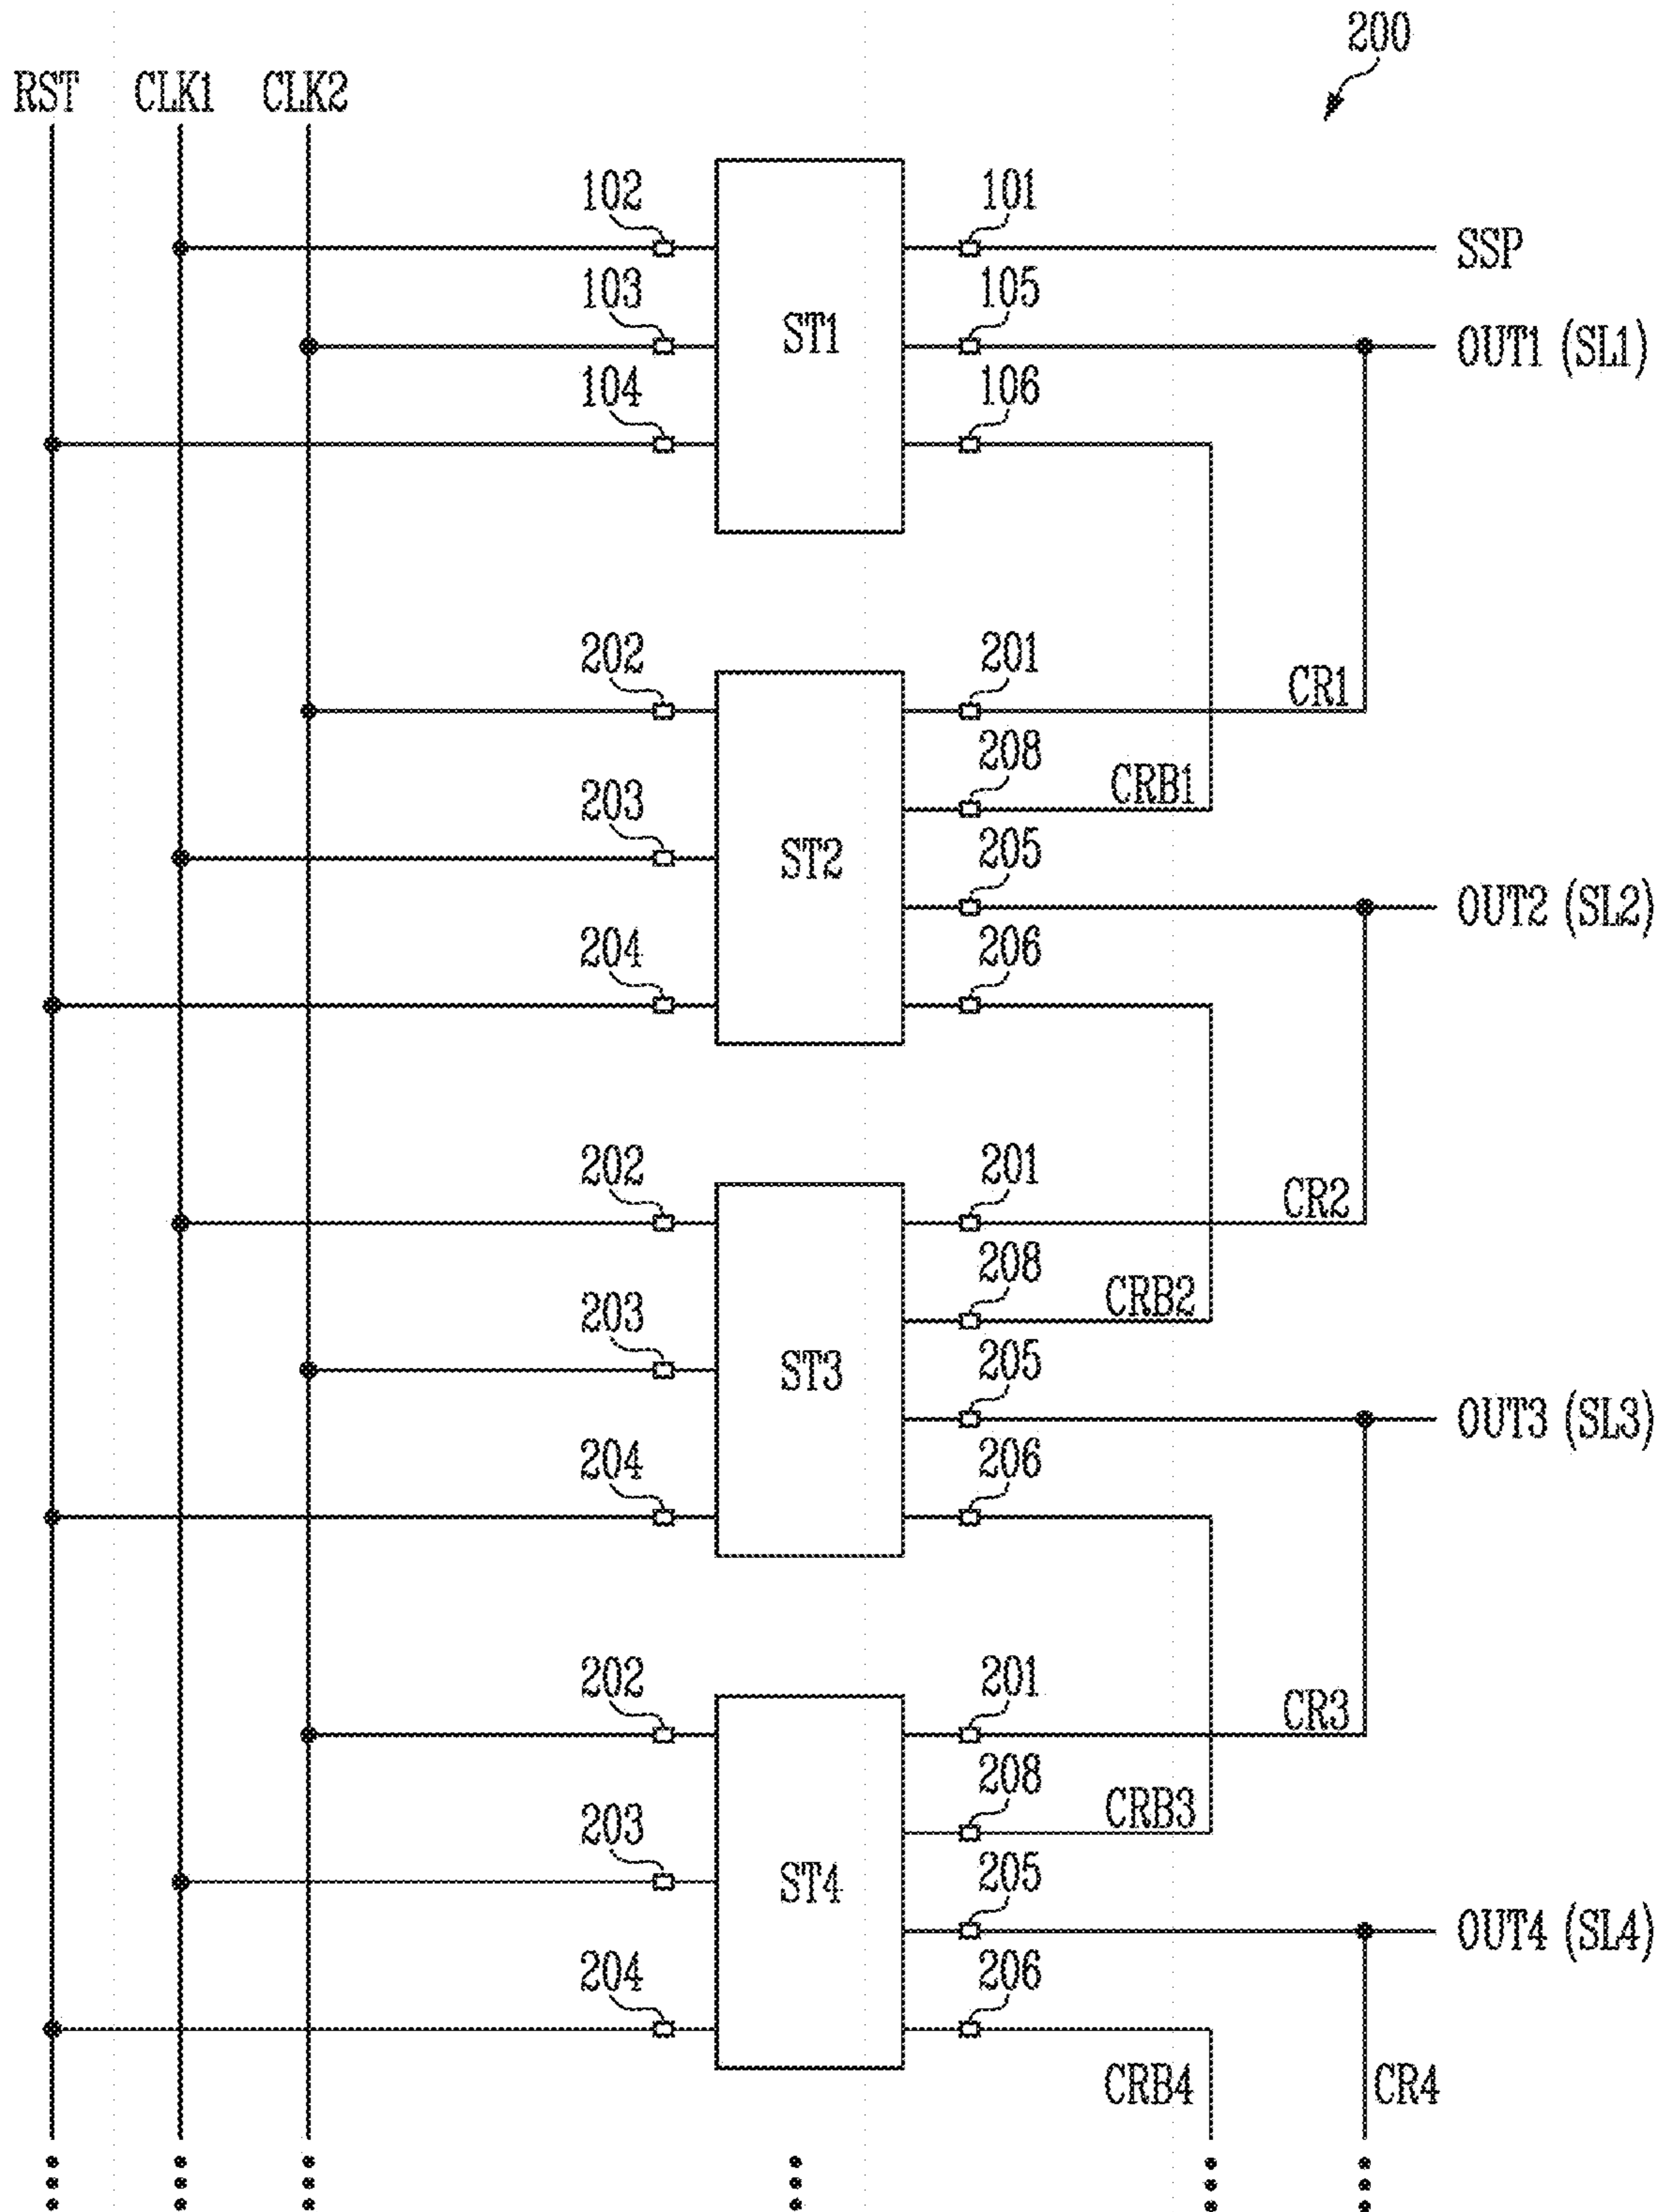 200
RST CLK1 CLK2
102 101
SSP
103 105
ST1
OUT1 (SL1)
104 106
202 201
CR1
208
CRB1
203
205
ST2
OUT2 (SL2)
204 206
202 201
CR2
208
CRB2
203
205
ST3
OUT3 (SL3)
204 206
202 201
CR3
208
CRB3
203
205
ST4
OUT4 (SL4)
204 206
CRB4 CR4